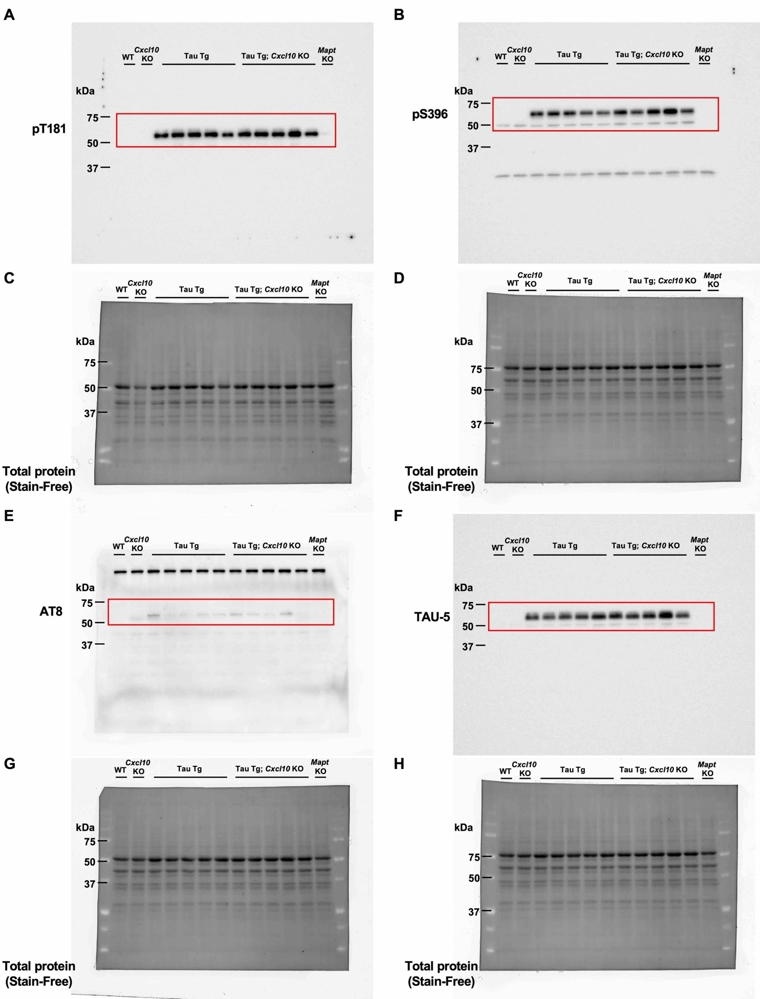 A
WT
Cxcl10
KO
Tau Tg
Tau Tg; Cxcl10 KO
Mapt
KO
kDa
75
50
37
pT181
B
WT
Cxcl10
KO
Tau Tg
Tau Tg; Cxcl10 KO
Mapt
KO
kDa
75
50
37
pS396
C
WT
Cxcl10
KO
Tau Tg
Tau Tg; Cxcl10 KO
Mapt
KO
kDa
75
50
37
Total protein
(Stain-Free)
D
WT
Cxcl10
KO
Tau Tg
Tau Tg; Cxcl10 KO
Mapt
KO
kDa
75
50
37
Total protein
(Stain-Free)
E
WT
Cxcl10
KO
Tau Tg
Tau Tg; Cxcl10 KO
Mapt
KO
kDa
75
50
37
AT8
F
WT
Cxcl10
KO
Tau Tg
Tau Tg; Cxcl10 KO
Mapt
KO
kDa
75
50
37
TAU-5
G
WT
Cxcl10
KO
Tau Tg
Tau Tg; Cxcl10 KO
Mapt
KO
kDa
75
50
37
Total protein
(Stain-Free)
H
WT
Cxcl10
KO
Tau Tg
Tau Tg; Cxcl10 KO
Mapt
KO
kDa
75
50
37
Total protein
(Stain-Free)